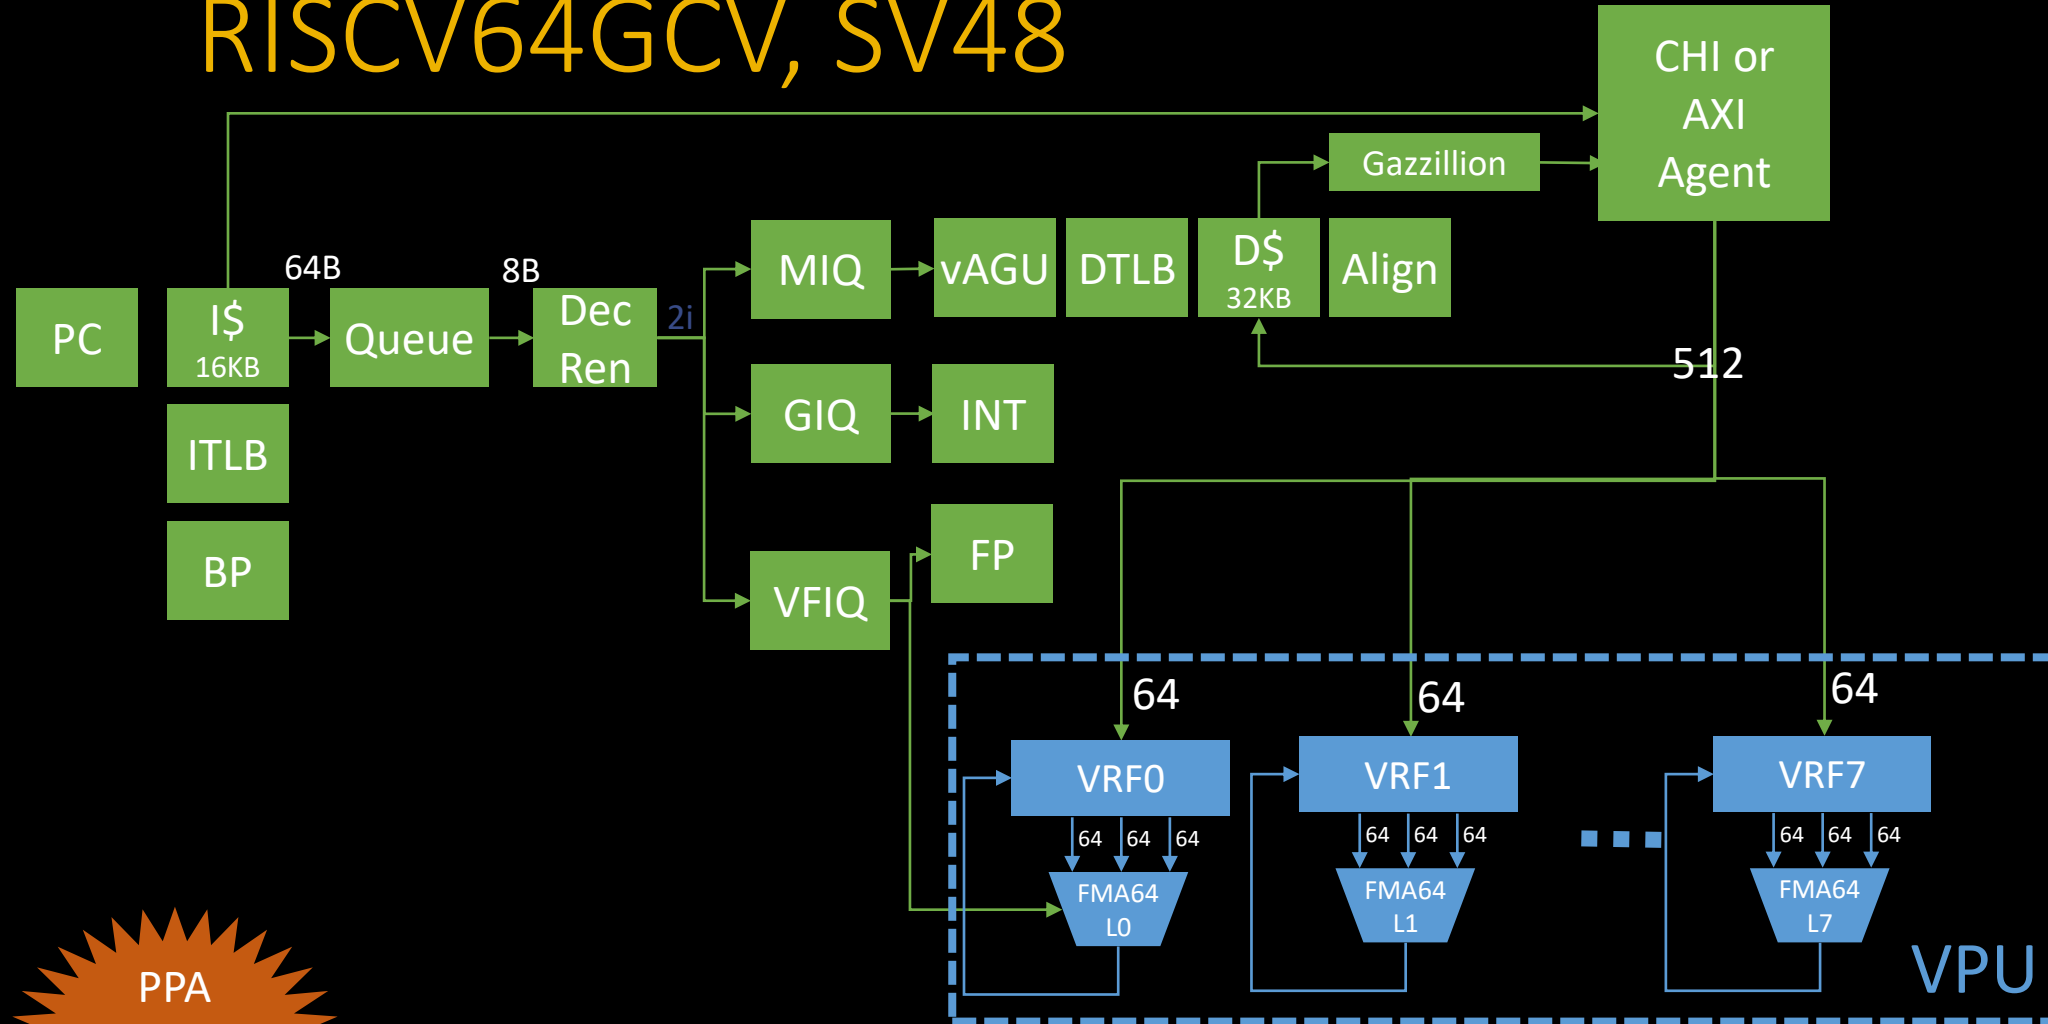 RISCV64GCV, SV48
CHI or
AXI
Agent
Gazzillion
64B
8B
PC
I$
16KB
Queue
Dec
Ren
2i
MIQ
vAGU
DTLB
D$
32KB
Align
512
ITLB
GIQ
INT
BP
FP
VFIQ
64
64
64
VRF0
VRF1
VRF7
64
64
64
64
64
64
64
64
64
FMA64
L0
FMA64
L1
FMA64
L7
VPU
PPA